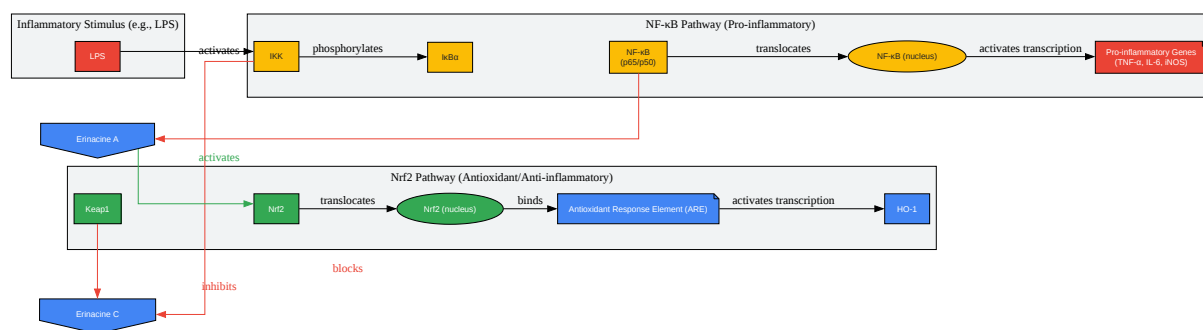 Inflammatory Stimulus (e.g., LPS)
NF-κB Pathway (Pro-inflammatory)
LPS
activates
IKK
phosphorylates
IκBα
NF-κB
(p65/p50)
translocates
NF-κB (nucleus)
activates transcription
Pro-inflammatory Genes
(TNF-α, IL-6, iNOS)
Erinacine A
activates
Nrf2 Pathway (Antioxidant/Anti-inflammatory)
Keap1
Nrf2
translocates
Nrf2 (nucleus)
binds
Antioxidant Response Element (ARE)
activates transcription
HO-1
blocks
inhibits
Erinacine C